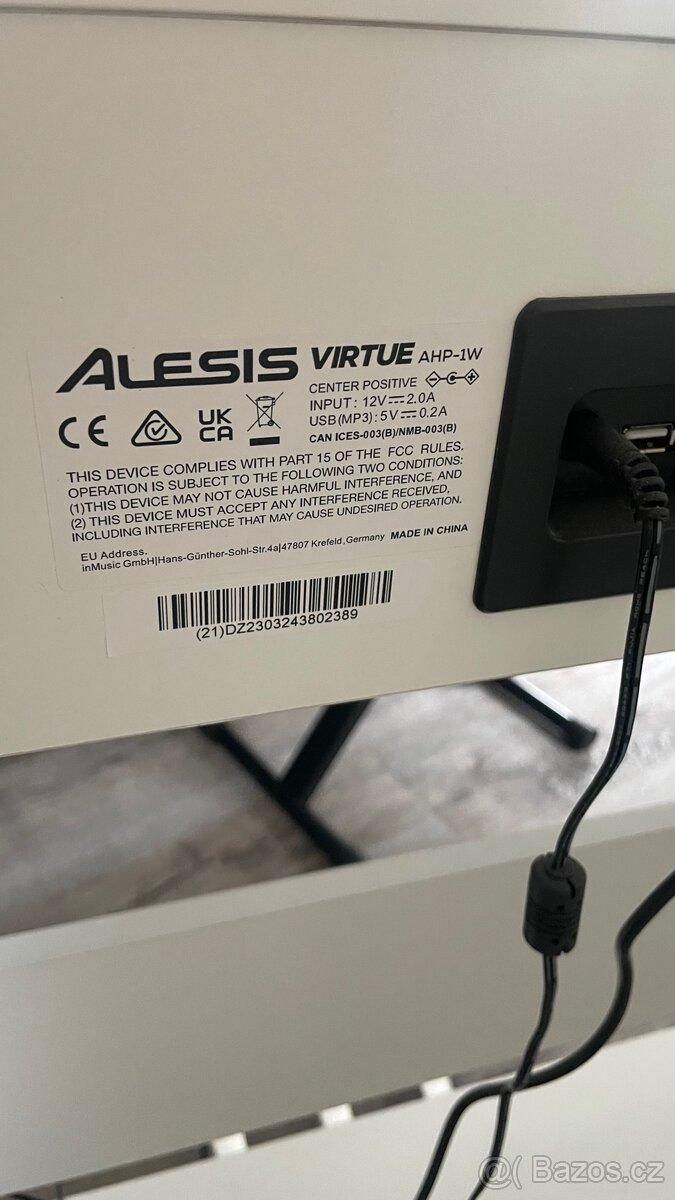 ALESIS VIRTUE AHP-1W
CENTER POSITIVE
INPUT: 12V⎓2.0A
USB(MP3): 5V⎓0.2A
CAN ICES-003(B)/NMB-003(B)
CE UK CA
THIS DEVICE COMPLIES WITH PART 15 OF THE FCC RULES.
OPERATION IS SUBJECT TO THE FOLLOWING TWO CONDITIONS:
(1)THIS DEVICE MAY NOT CAUSE HARMFUL INTERFERENCE, AND
(2) THIS DEVICE MUST ACCEPT ANY INTERFERENCE RECEIVED,
INCLUDING INTERFERENCE THAT MAY CAUSE UNDESIRED OPERATION.
EU Address.
inMusic GmbH|Hans-Günther-Sohl-Str.4a|47807 Krefeld,Germany MADE IN CHINA
(21)DZ2303243802389
@ Bazos.cz